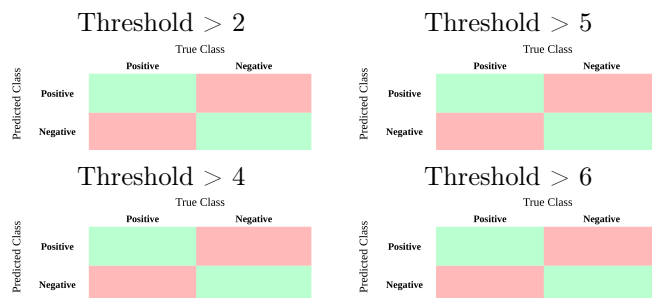 Threshold > 2
True Class
Positive Negative
Predicted Class
Positive
Negative
Threshold > 5
True Class
Positive Negative
Predicted Class
Positive
Negative
Threshold > 4
True Class
Positive Negative
Predicted Class
Positive
Negative
Threshold > 6
True Class
Positive Negative
Predicted Class
Positive
Negative